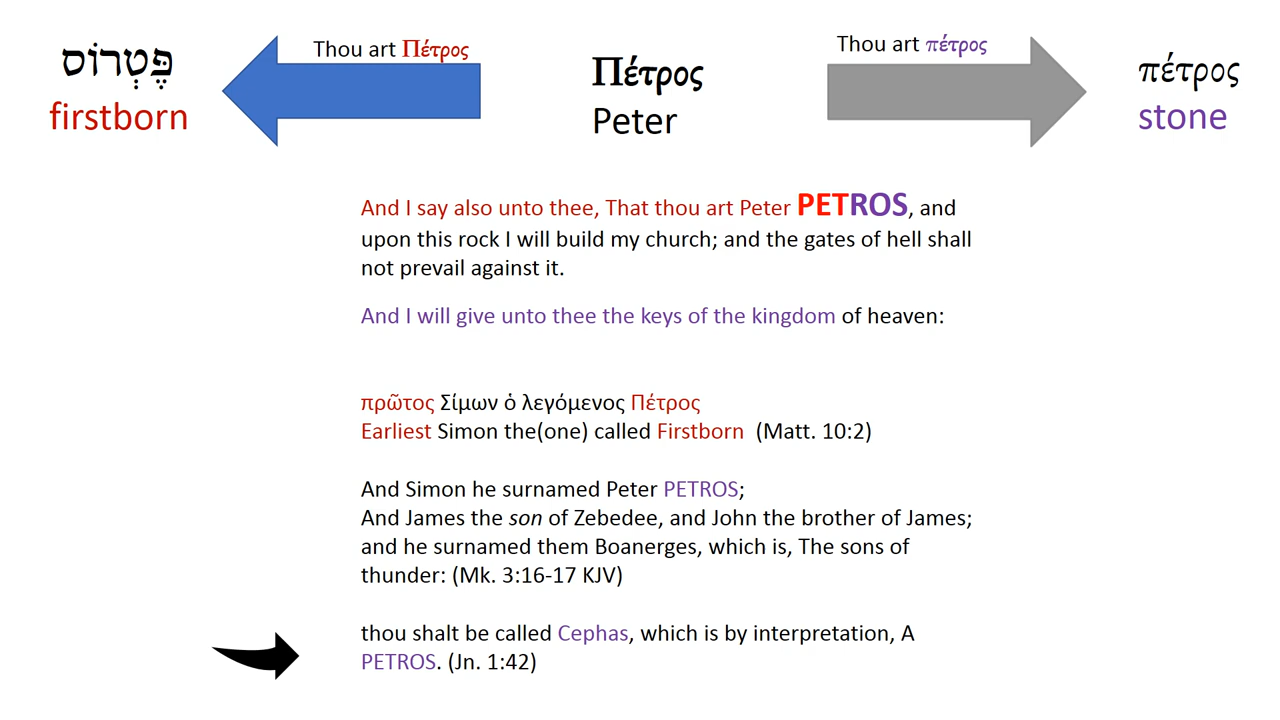 פֶּטְרוֹס
firstborn
Thou art Πέτρος
Πέτρος
Peter
Thou art πέτρος
πέτρος
stone
And I say also unto thee, That thou art Peter PETROS, and
upon this rock I will build my church; and the gates of hell shall
not prevail against it.
And I will give unto thee the keys of the kingdom of heaven:
πρῶτος Σίμων ὁ λεγόμενος Πέτρος
Earliest Simon the(one) called Firstborn (Matt. 10:2)
And Simon he surnamed Peter PETROS;
And James the son of Zebedee, and John the brother of James;
and he surnamed them Boanerges, which is, The sons of
thunder: (Mk. 3:16-17 KJV)
thou shalt be called Cephas, which is by interpretation, A
PETROS. (Jn. 1:42)